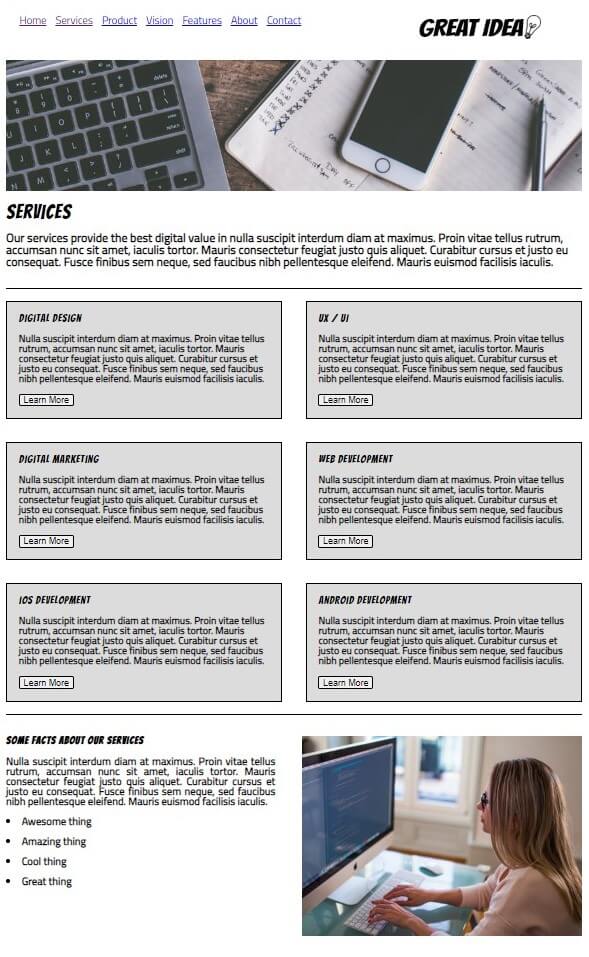 Home Services Product Vision Features About Contact
GREAT IDEA
SERVICES
Our services provide the best digital value in nulla suscipit interdum diam at maximus. Proin vitae tellus rutrum,
accumsan nunc sit amet, iaculis tortor. Mauris consectetur feugiat justo quis aliquet. Curabitur cursus et justo eu
consequat. Fusce finibus sem neque, sed faucibus nibh pellentesque eleifend. Mauris euismod facilisis iaculis.
DIGITAL DESIGN
Nulla suscipit interdum diam at maximus. Proin vitae tellus
rutrum, accumsan nunc sit amet, iaculis tortor. Mauris
consectetur feugiat justo quis aliquet. Curabitur cursus et
justo eu consequat. Fusce finibus sem neque, sed faucibus
nibh pellentesque eleifend. Mauris euismod facilisis iaculis.
Learn More
UX / UI
Nulla suscipit interdum diam at maximus. Proin vitae tellus
rutrum, accumsan nunc sit amet, iaculis tortor. Mauris
consectetur feugiat justo quis aliquet. Curabitur cursus et
justo eu consequat. Fusce finibus sem neque, sed faucibus
nibh pellentesque eleifend. Mauris euismod facilisis iaculis.
Learn More
DIGITAL MARKETING
Nulla suscipit interdum diam at maximus. Proin vitae tellus
rutrum, accumsan nunc sit amet, iaculis tortor. Mauris
consectetur feugiat justo quis aliquet. Curabitur cursus et
justo eu consequat. Fusce finibus sem neque, sed faucibus
nibh pellentesque eleifend. Mauris euismod facilisis iaculis.
Learn More
WEB DEVELOPMENT
Nulla suscipit interdum diam at maximus. Proin vitae tellus
rutrum, accumsan nunc sit amet, iaculis tortor. Mauris
consectetur feugiat justo quis aliquet. Curabitur cursus et
justo eu consequat. Fusce finibus sem neque, sed faucibus
nibh pellentesque eleifend. Mauris euismod facilisis iaculis.
Learn More
IOS DEVELOPMENT
Nulla suscipit interdum diam at maximus. Proin vitae tellus
rutrum, accumsan nunc sit amet, iaculis tortor. Mauris
consectetur feugiat justo quis aliquet. Curabitur cursus et
justo eu consequat. Fusce finibus sem neque, sed faucibus
nibh pellentesque eleifend. Mauris euismod facilisis iaculis.
Learn More
ANDROID DEVELOPMENT
Nulla suscipit interdum diam at maximus. Proin vitae tellus
rutrum, accumsan nunc sit amet, iaculis tortor. Mauris
consectetur feugiat justo quis aliquet. Curabitur cursus et
justo eu consequat. Fusce finibus sem neque, sed faucibus
nibh pellentesque eleifend. Mauris euismod facilisis iaculis.
Learn More
SOME FACTS ABOUT OUR SERVICES
Nulla suscipit interdum diam at maximus. Proin vitae tellus
rutrum, accumsan nunc sit amet, iaculis tortor. Mauris
consectetur feugiat justo quis aliquet. Curabitur cursus et
justo eu consequat. Fusce finibus sem neque, sed faucibus
nibh pellentesque eleifend. Mauris euismod facilisis iaculis.
• Awesome thing
• Amazing thing
• Cool thing
• Great thing